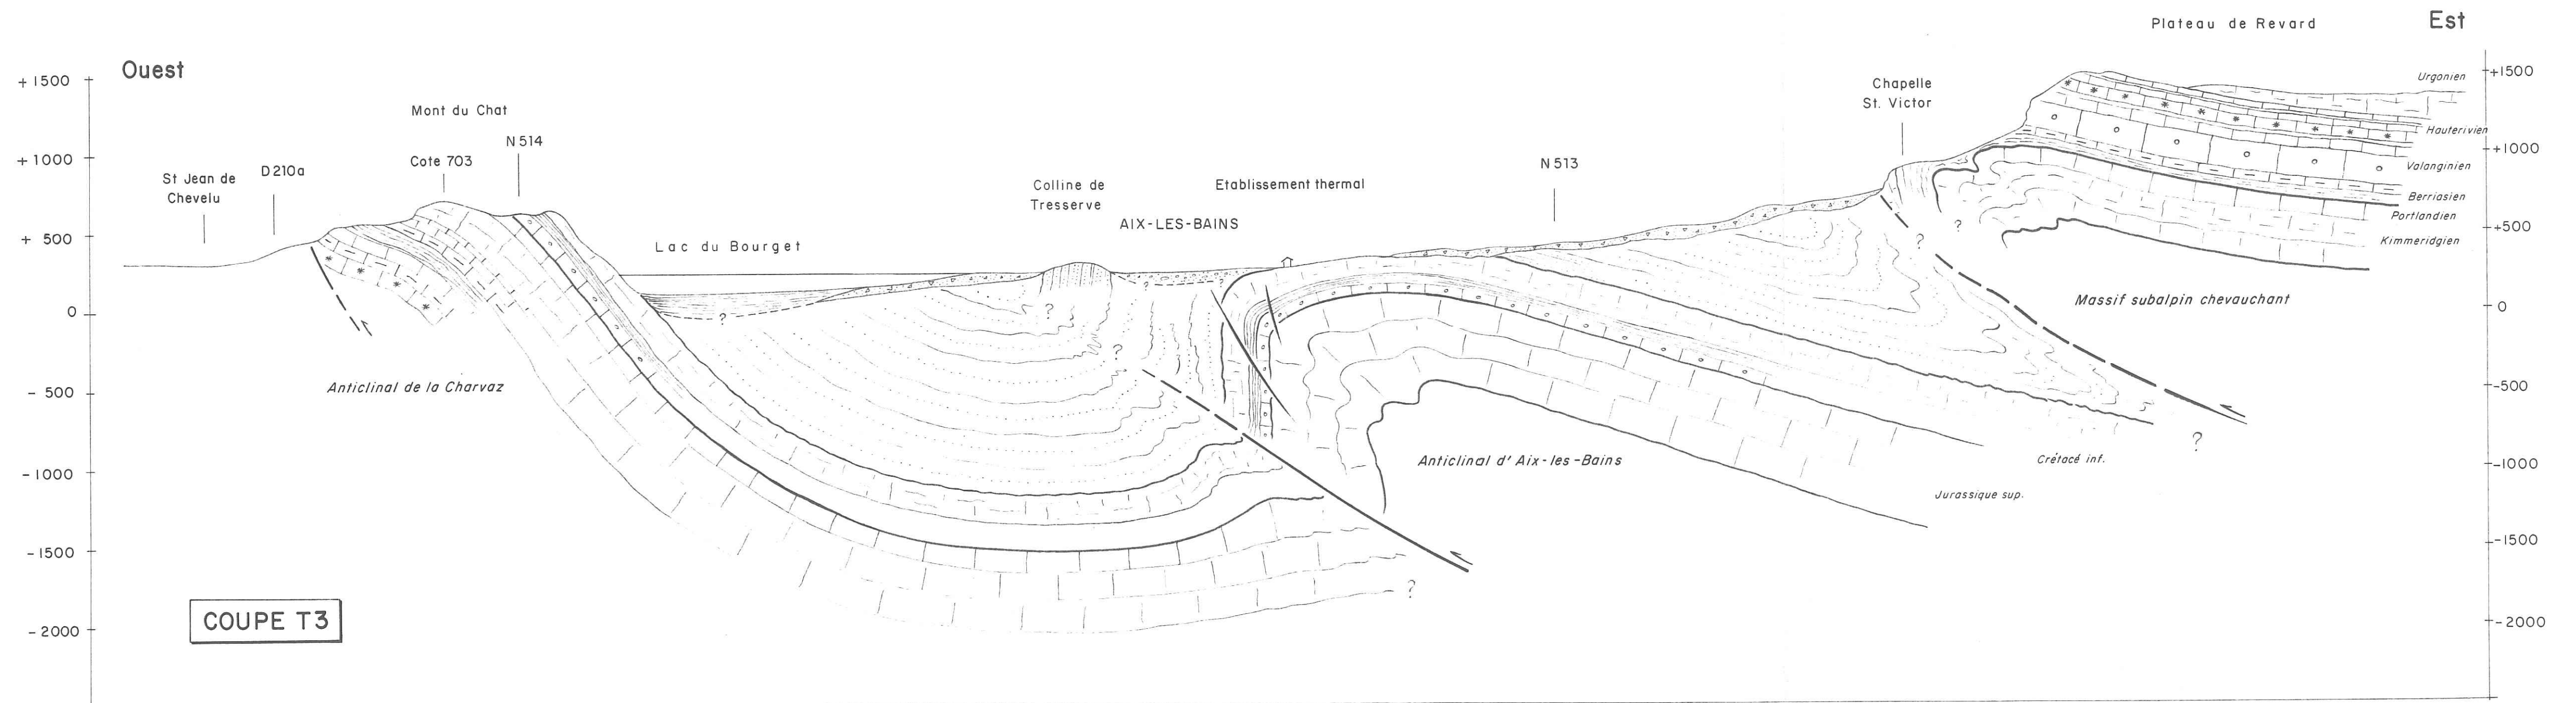 Plateau de Revard
Est
Ouest
+ 1500
+1500
Urgonien
Mont du Chat
Chapelle
St. Victor
N 514
Hauterivien
+ 1000
+1000
Cote 703
N 513
Valanginien
D 210a
St Jean de
Chevelu
Colline de
Tresserve
Etablissement thermal
Berriasien
Portlandien
AIX-LES-BAINS
+ 500
+500
?
?
Kimmeridgien
Lac du Bourget
?
?
Massif subalpin chevauchant
0
0
?
?
?
Anticlinal de la Charvaz
- 500
-500
?
Anticlinal d'Aix-les-Bains
Crétacé inf.
- 1000
-1000
Jurassique sup.
- 1500
-1500
?
COUPE T3
- 2000
-2000